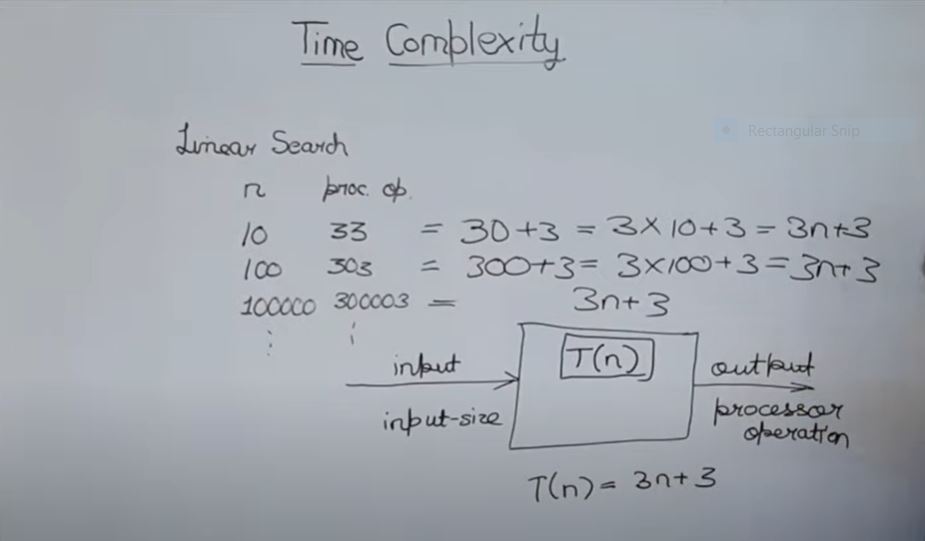 Time Complexity
Rectangular Snip
Linear Search
n proc. op.
10 33 = 30+3 = 3×10+3 = 3n+3
100 303 = 300+3= 3×100+3=3n+3
100000 300003 = 3n+3
⋮ ⋮
input T(n) output
input-size processor
operation
T(n)= 3n+3